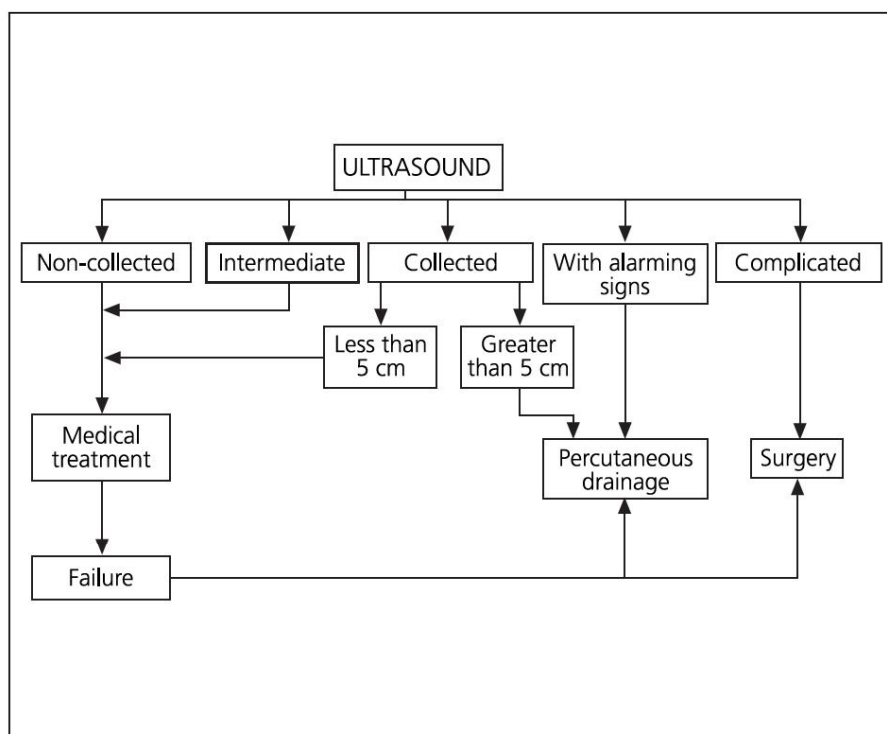 ULTRASOUND
Non-collected
Intermediate
Collected
With alarming
signs
Complicated
Less than
5 cm
Greater
than 5 cm
Medical
treatment
Percutaneous
drainage
Surgery
Failure